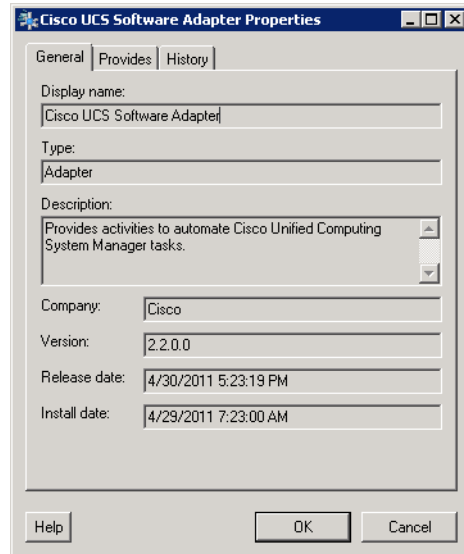 Cisco UCS Software Adapter Properties
General Provides History
Display name:
Cisco UCS Software Adapter
Type:
Adapter
Description:
Provides activities to automate Cisco Unified Computing
System Manager tasks.
Company: Cisco
Version: 2.2.0.0
Release date: 4/30/2011 5:23:19 PM
Install date: 4/29/2011 7:23:00 AM
Help OK Cancel